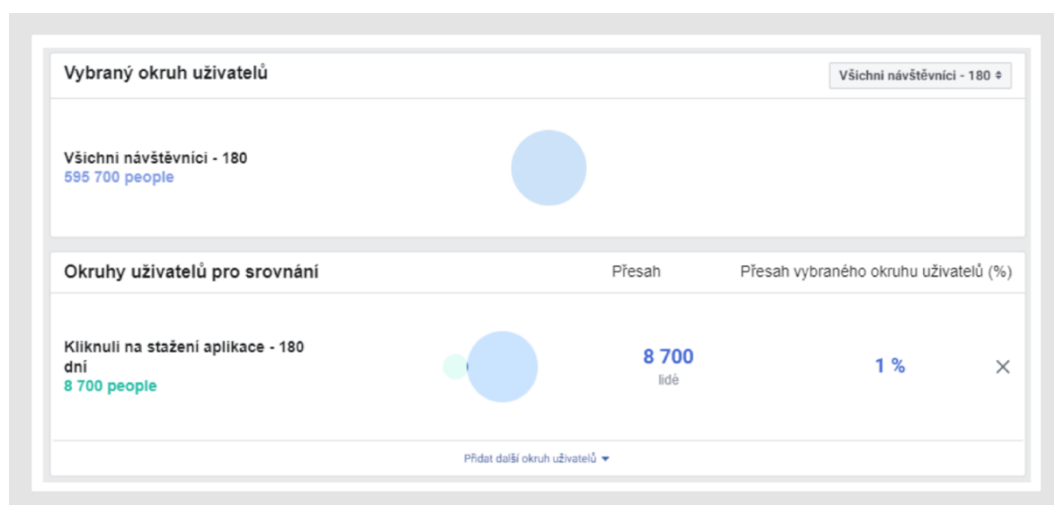 Vybraný okruh uživatelů
Všichni návštěvníci - 180
Všichni návštěvníci - 180
595 700 people
Okruhy uživatelů pro srovnání
Přesah
Přesah vybraného okruhu uživatelů (%)
Kliknuli na stažení aplikace - 180
dní
8 700 people
8 700
lidé
1 %
Přidat další okruh uživatelů